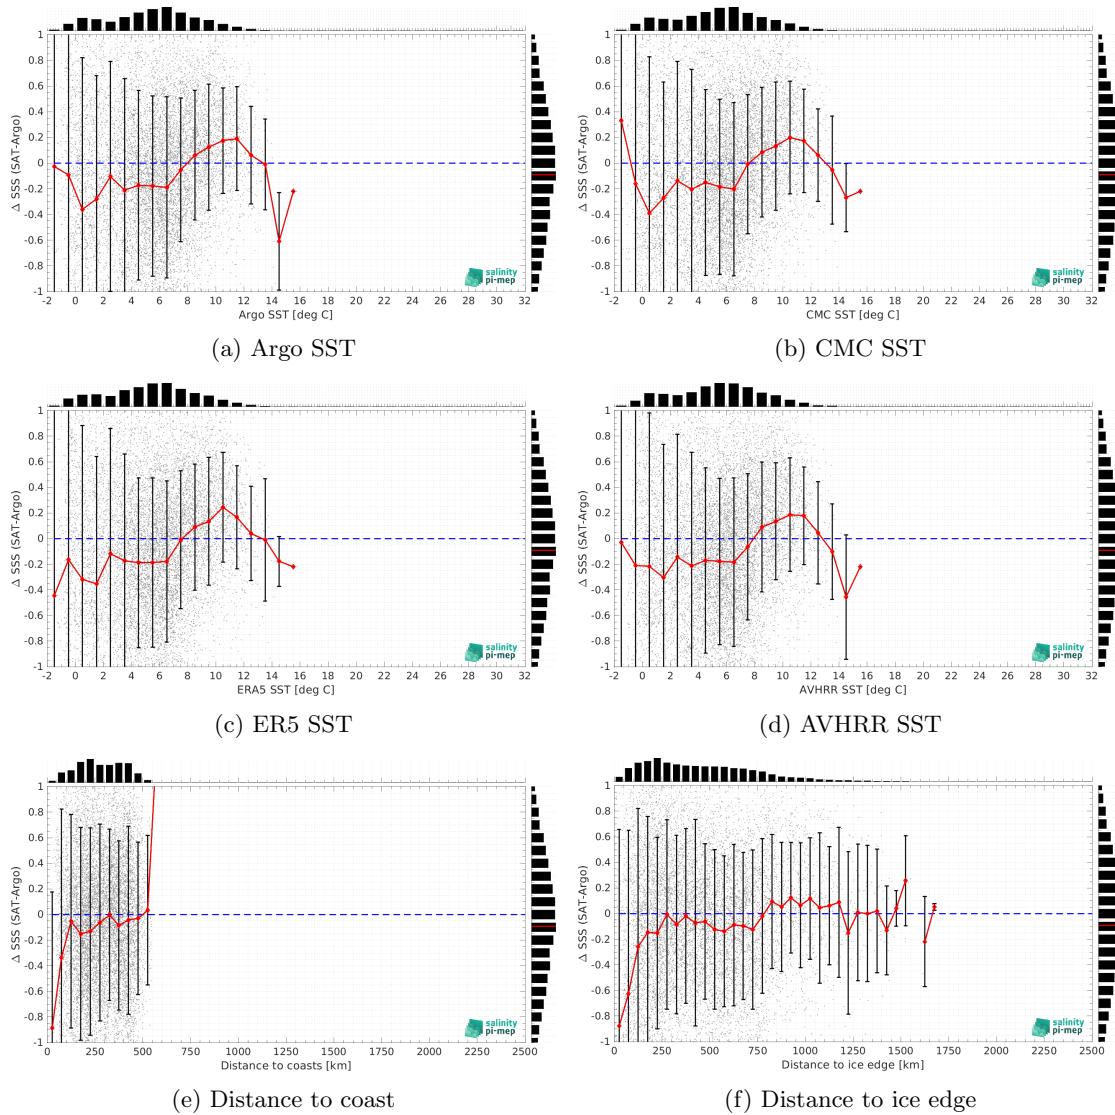 1
0.8
0.6
0.4
0.2
0
-0.2
-0.4
-0.6
-0.8
-1
Δ SSS (SAT-Argo)
-2 0 2 4 6 8 10 12 14 16 18 20 22 24 26 28 30 32
Argo SST [deg C]
salinity
pi-mep
(a) Argo SST
1
0.8
0.6
0.4
0.2
0
-0.2
-0.4
-0.6
-0.8
-1
Δ SSS (SAT-Argo)
-2 0 2 4 6 8 10 12 14 16 18 20 22 24 26 28 30 32
CMC SST [deg C]
salinity
pi-mep
(b) CMC SST
1
0.8
0.6
0.4
0.2
0
-0.2
-0.4
-0.6
-0.8
-1
Δ SSS (SAT-Argo)
-2 0 2 4 6 8 10 12 14 16 18 20 22 24 26 28 30 32
ERA5 SST [deg C]
salinity
pi-mep
(c) ER5 SST
1
0.8
0.6
0.4
0.2
0
-0.2
-0.4
-0.6
-0.8
-1
Δ SSS (SAT-Argo)
-2 0 2 4 6 8 10 12 14 16 18 20 22 24 26 28 30 32
AVHRR SST [deg C]
salinity
pi-mep
(d) AVHRR SST
1
0.8
0.6
0.4
0.2
0
-0.2
-0.4
-0.6
-0.8
-1
Δ SSS (SAT-Argo)
0 250 500 750 1000 1250 1500 1750 2000 2250 2500
Distance to coasts [km]
salinity
pi-mep
(e) Distance to coast
1
0.8
0.6
0.4
0.2
0
-0.2
-0.4
-0.6
-0.8
-1
Δ SSS (SAT-Argo)
0 250 500 750 1000 1250 1500 1750 2000 2250 2500
Distance to ice edge [km]
salinity
pi-mep
(f) Distance to ice edge